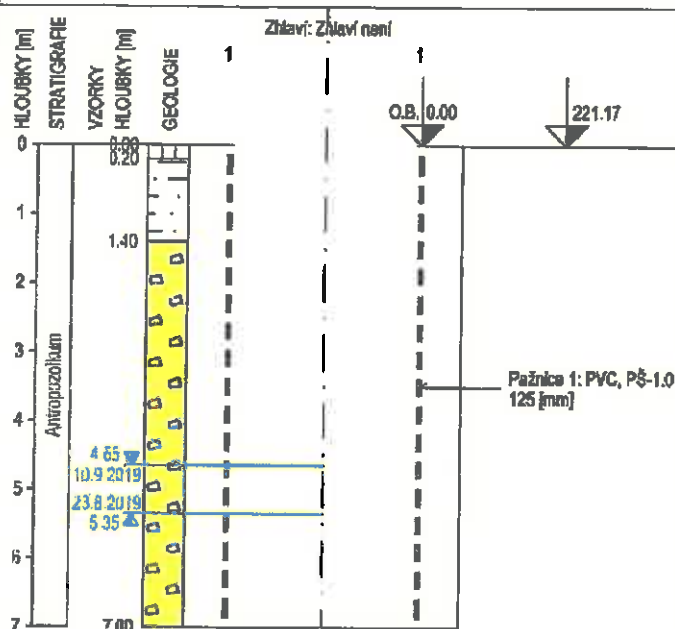 Zhlaví: Zhlaví není
HLOUBKY [m]
STRATIGRAFIE
VZORKY
HLOUBKY [m]
GEOLOGIE
1
1
O.B. 0.00
221.17
0
1
2
3
4
5
6
7
Antropozoikum
0.00
0.20
1.40
4.65
10.9.2019
23.8.2019
5.35
7.00
Pažnice 1: PVC, PŠ-1.0
125 [mm]